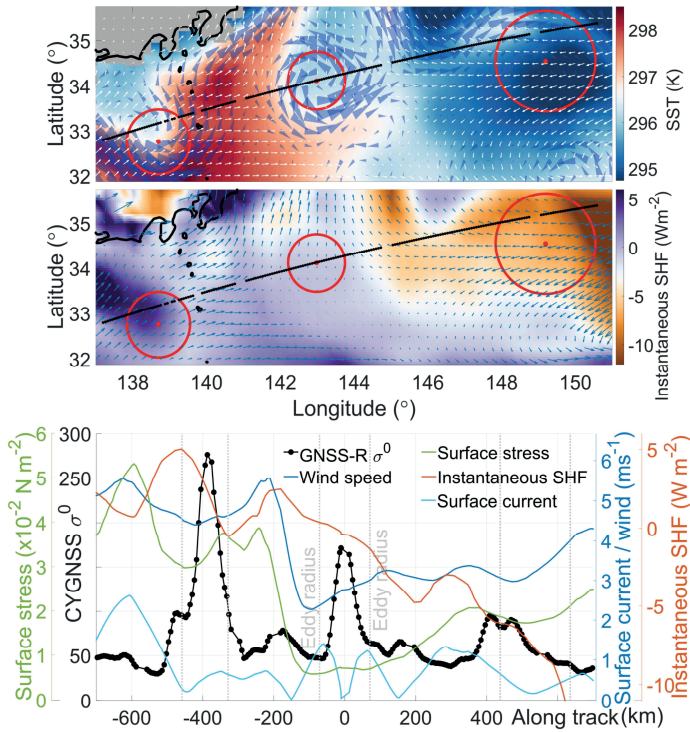 35
34
33
32
Latitude (°)
298
297
296
295
SST (K)
35
34
33
32
Latitude (°)
5
0
-5
-10
Instantaneous SHF (Wm-2)
138 140 142 144 146 148 150
Longitude (°)
6
5
4
3
2
1
0
Surface stress (x10-2 N m-2)
300
250
50
0
CYGNSS σ0
GNSS-R σ0
Wind speed
Surface stress
Instantaneous SHF
Surface current
Eddy radius
Eddy radius
6
5
4
3
2
1
0
Surface current / wind (ms-1)
5
0
-5
-10
Instantaneous SHF (W m-2)
-600 -400 -200 0 200 400 Along track (km)